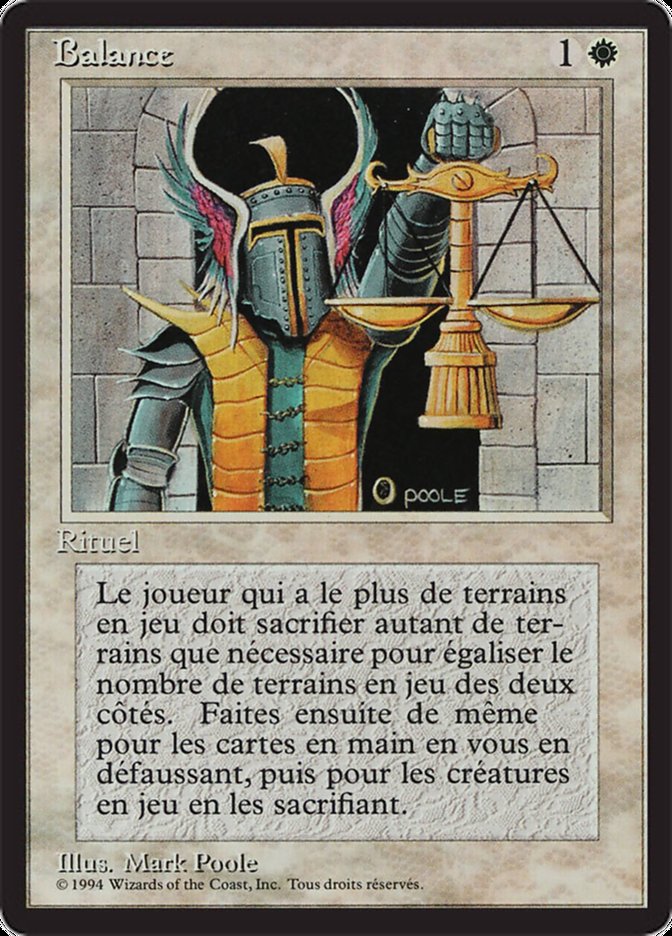 Balance 1
POOLE
Rituel
Le joueur qui a le plus de terrains
en jeu doit sacrifier autant de ter-
rains que nécessaire pour égaliser le
nombre de terrains en jeu des deux
côtés. Faites ensuite de même
pour les cartes en main en vous en
défaussant, puis pour les créatures
en jeu en les sacrifiant.
Illus. Mark Poole
© 1994 Wizards of the Coast, Inc. Tous droits réservés.